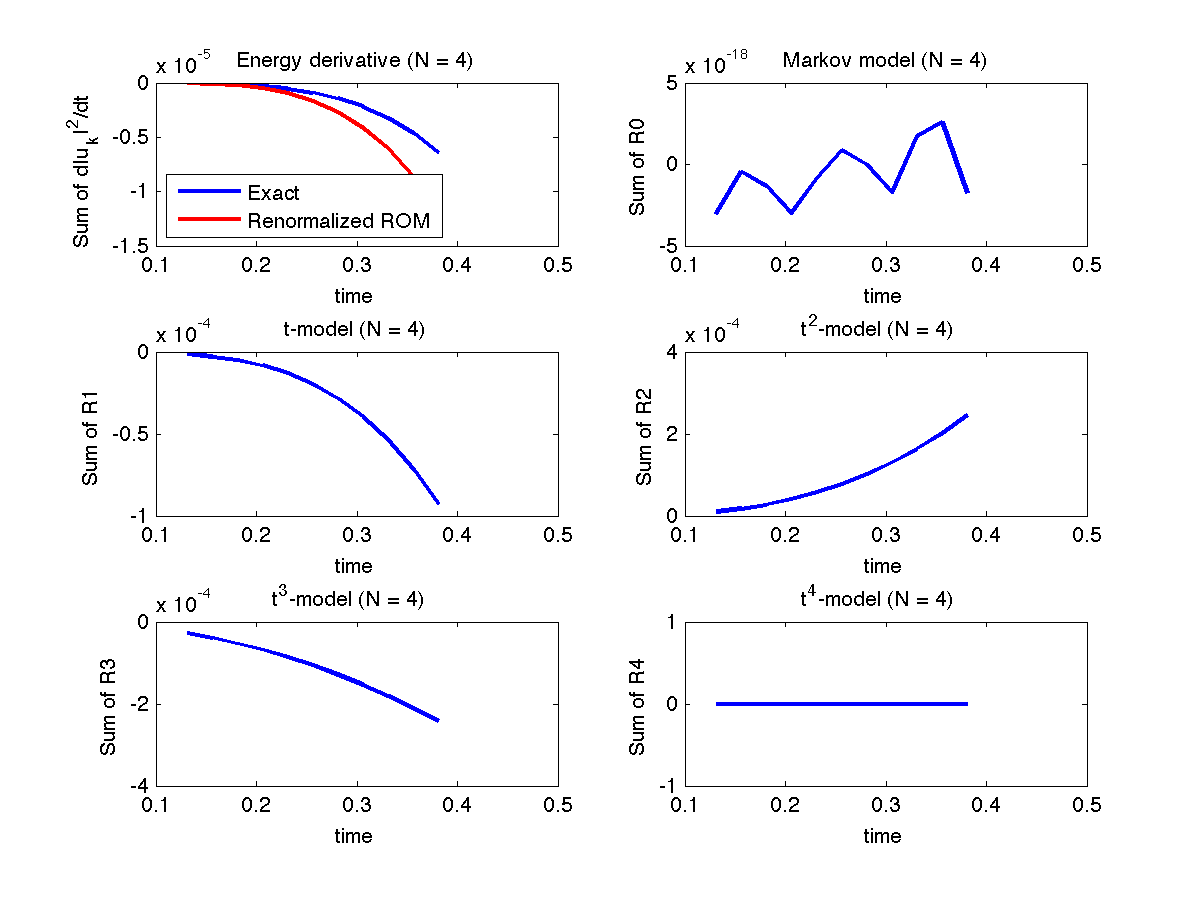 x 10^-5 Energy derivative (N = 4)
Sum of d|u_k|^2/dt
0
-0.5
-1
-1.5
Exact
Renormalized ROM
0.1 0.2 0.3 0.4 0.5
time
x 10^-18 Markov model (N = 4)
Sum of R0
5
0
-5
0.1 0.2 0.3 0.4 0.5
time
x 10^-4 t-model (N = 4)
Sum of R1
0
-0.5
-1
0.1 0.2 0.3 0.4 0.5
time
x 10^-4 t^2-model (N = 4)
Sum of R2
4
2
0
0.1 0.2 0.3 0.4 0.5
time
x 10^-4 t^3-model (N = 4)
Sum of R3
0
-2
-4
0.1 0.2 0.3 0.4 0.5
time
t^4-model (N = 4)
Sum of R4
1
0
-1
0.1 0.2 0.3 0.4 0.5
time